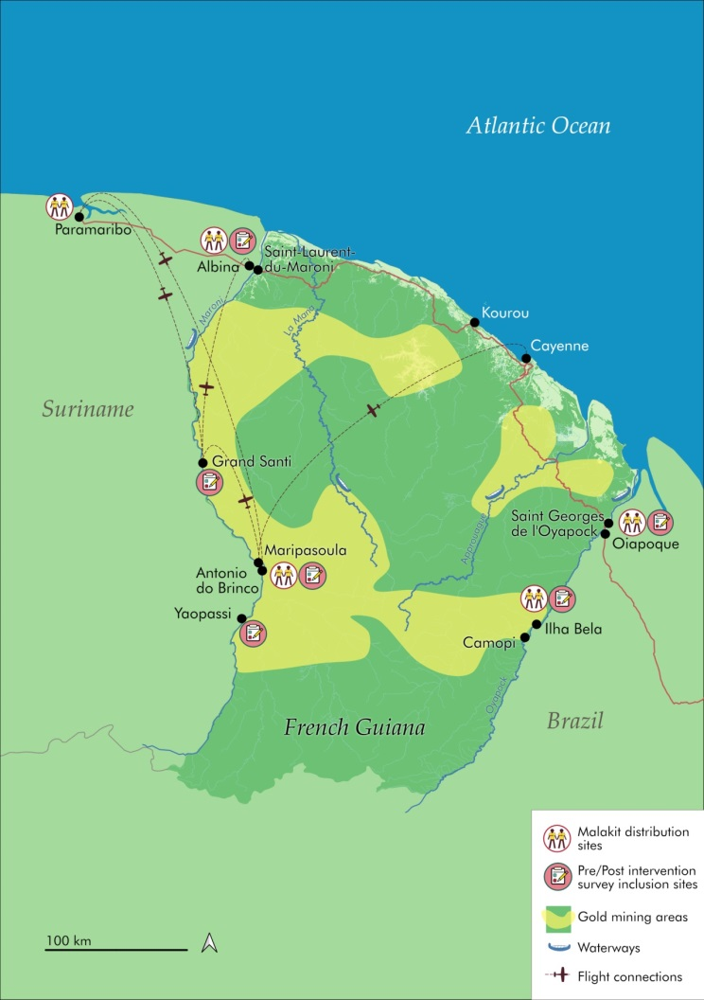 Atlantic Ocean
Paramaribo
Albina
Saint-Laurent-
du-Maroni
Maroni
La Mana
Kourou
Cayenne
Suriname
Grand Santi
Approuague
Saint Georges
de l'Oyapock
Oiapoque
Maripasoula
Antonio
do Brinco
Yaopassi
Ilha Bela
Camopi
Oyapock
French Guiana
Brazil
Malakit distribution
sites
Pre/Post intervention
survey inclusion sites
Gold mining areas
Waterways
Flight connections
100 km